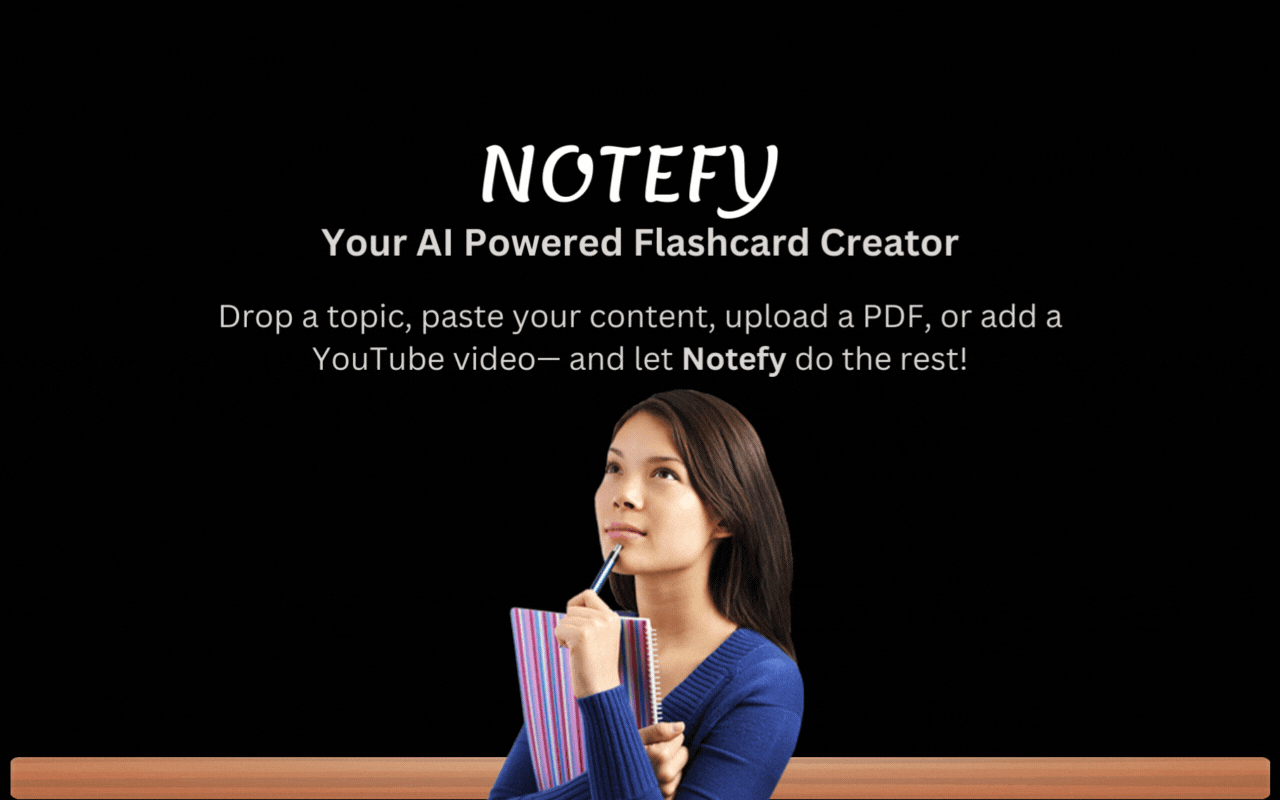 NOTEFY
Your AI Powered Flashcard Creator
Drop a topic, paste your content, upload a PDF, or add a
YouTube video— and let Notefy do the rest!